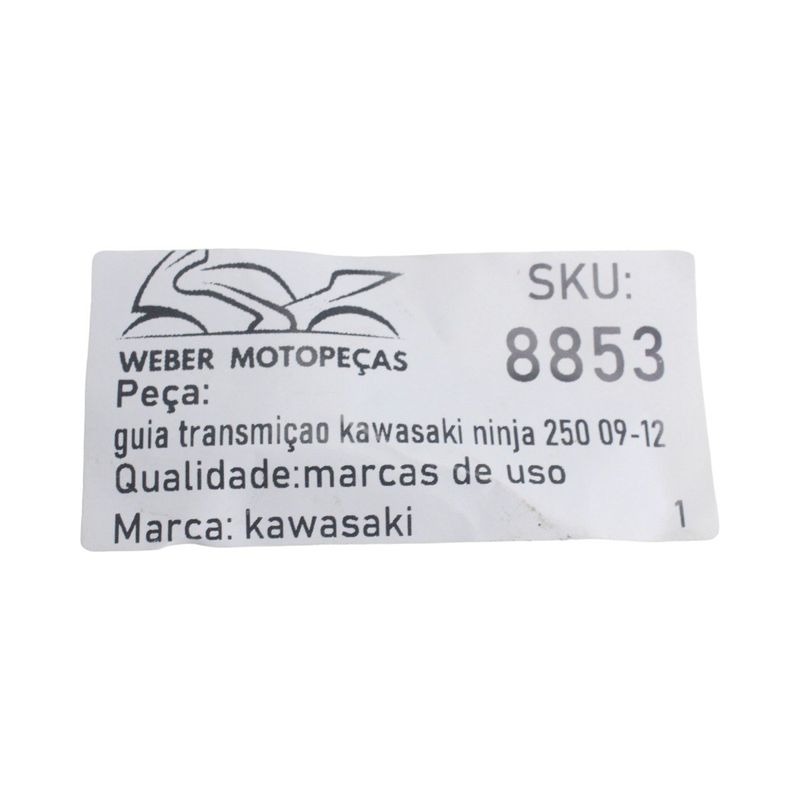 SKU:
8853
WEBER MOTOPEÇAS
Peça:
guia transmiçao kawasaki ninja 250 09-12
Qualidade:marcas de uso
Marca: kawasaki
1